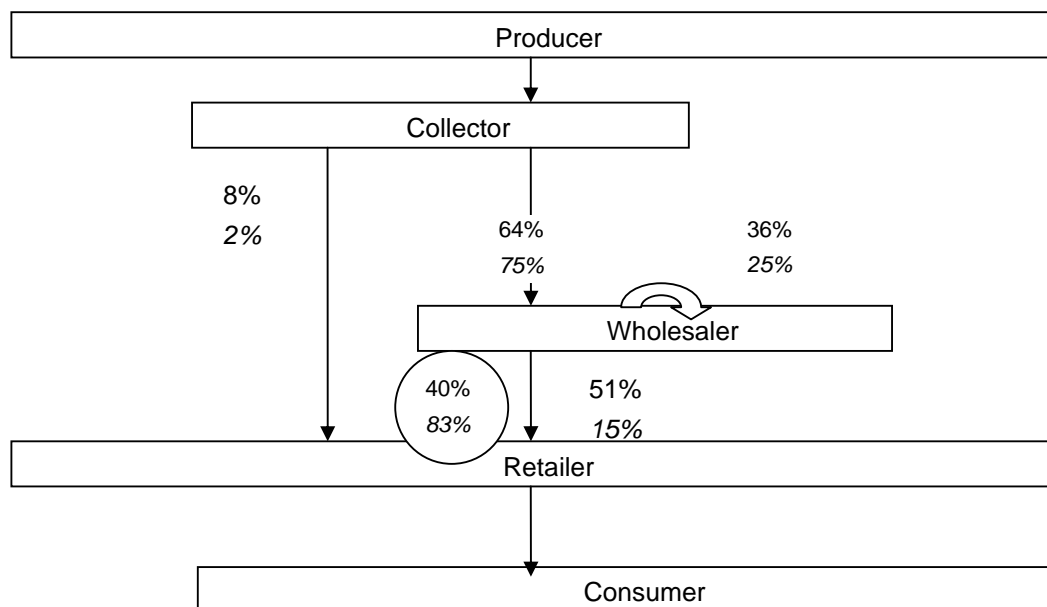 Producer
Collector
8%
2%
64%
75%
36%
25%
Wholesaler
40%
83%
51%
15%
Retailer
Consumer